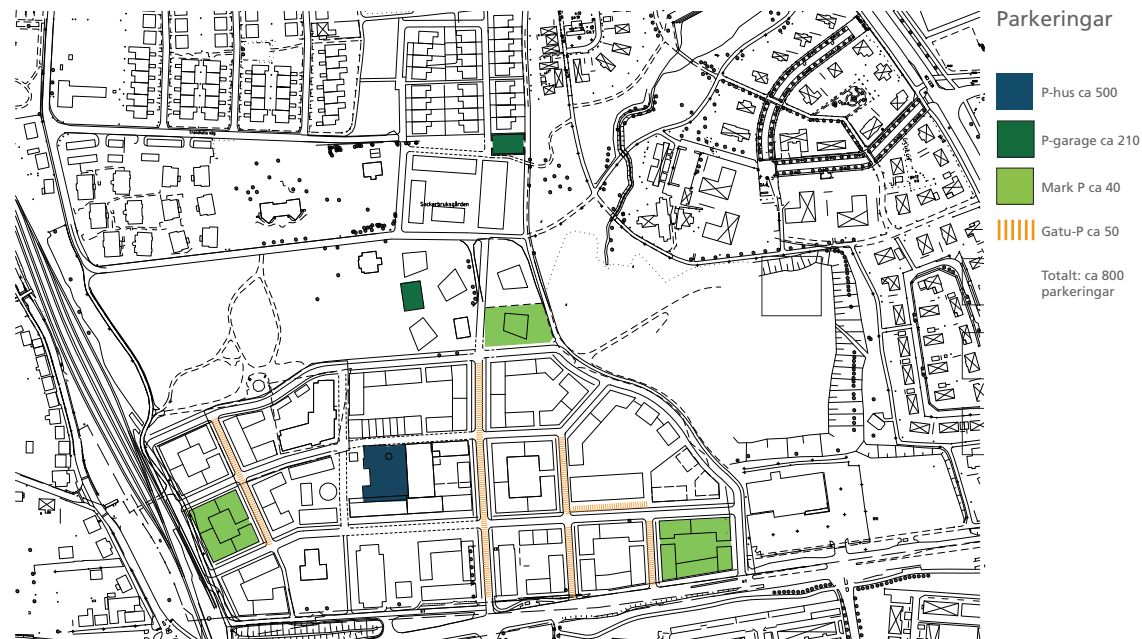 Parkeringar
P-hus ca 500
P-garage ca 210
Mark P ca 40
Gatu-P ca 50
Totalt: ca 800
parkeringar
Sockerbruksgården